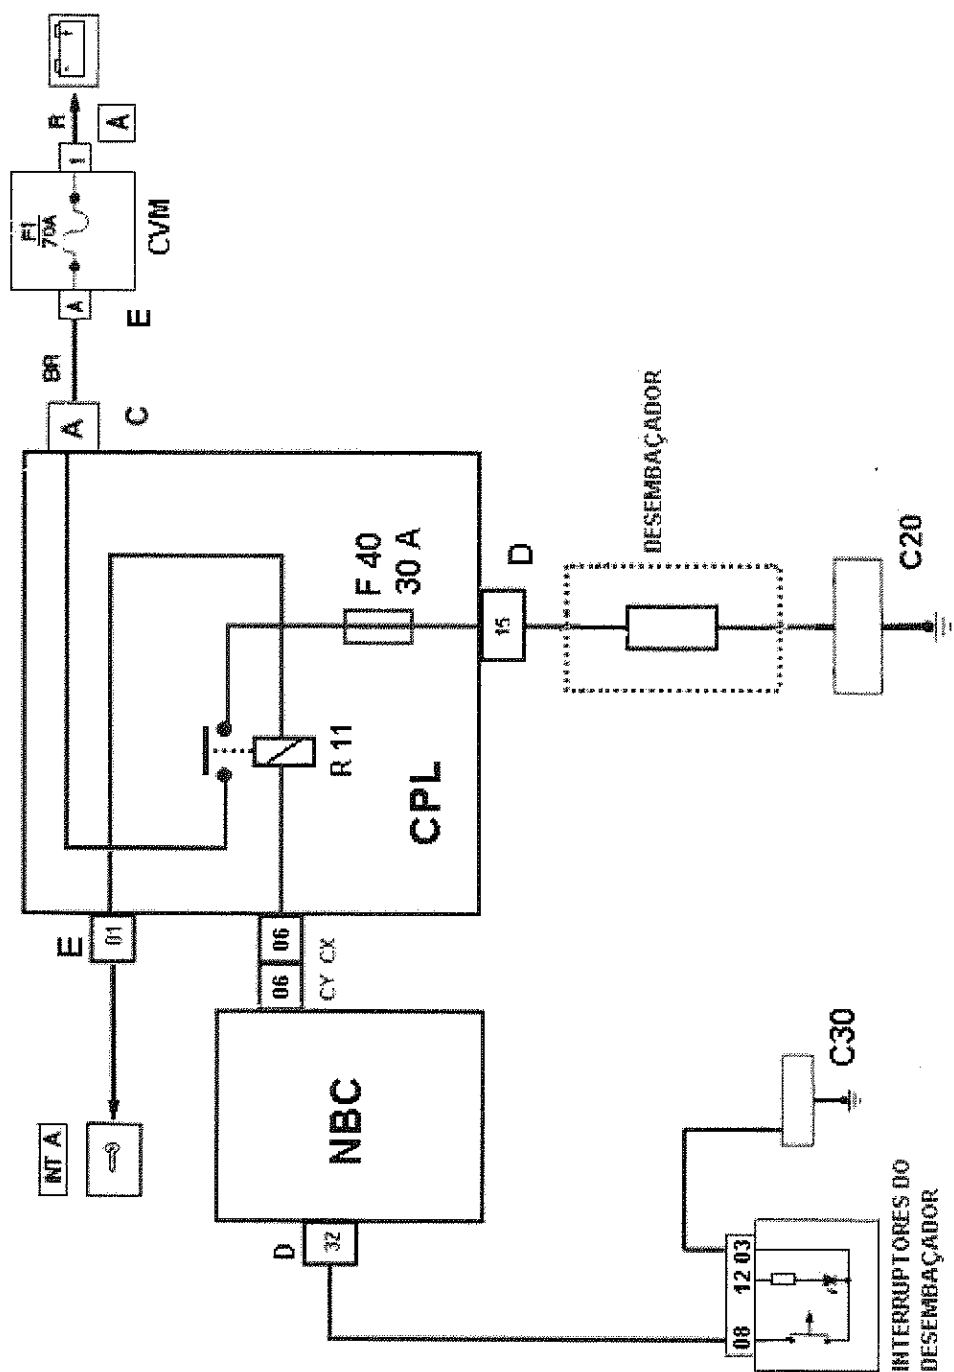 INT A
E
01
NBC
06
06
CY CX
D
32
08
12
03
INTERRUPTORES DO
DESEMBAÇADOR
C30
CPL
R 11
F 40
30 A
15
D
DESEMBAÇADOR
C20
A
C
BR
E
A
F1
70A
CVM
1
R
A